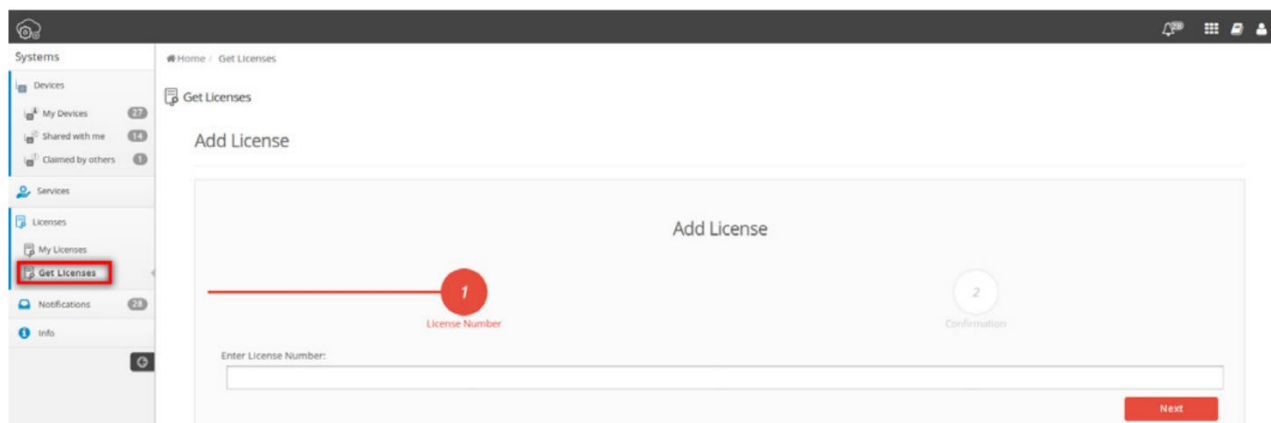 28
Systems
Home / Get Licenses
Devices
My Devices 27
Shared with me 14
Claimed by others 1
Services
Licenses
My Licenses
Get Licenses
Notifications 28
Info
Get Licenses
Add License
Add License
1
License Number
2
Confirmation
Enter License Number:
Next